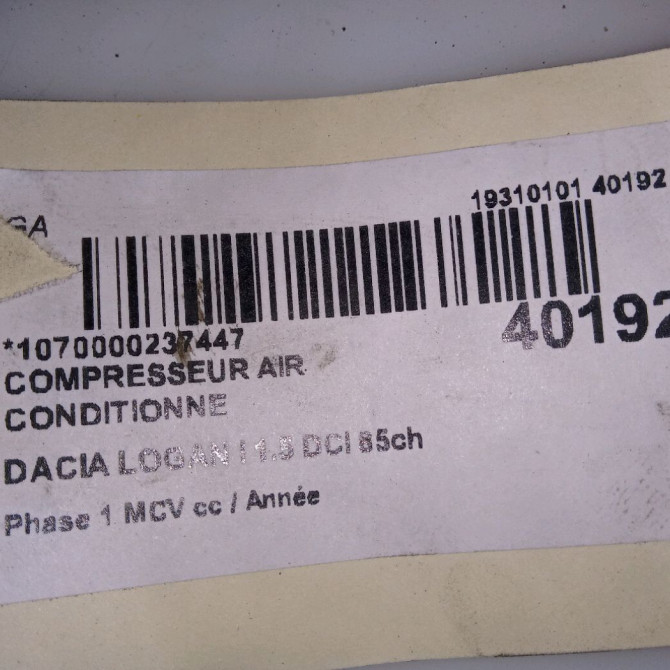 GA
19310101 40192
40192
*1070000237447
COMPRESSEUR AIR
CONDITIONNE
DACIA LOGAN I 1.5 DCI 85ch
Phase 1 MCV cc / Année